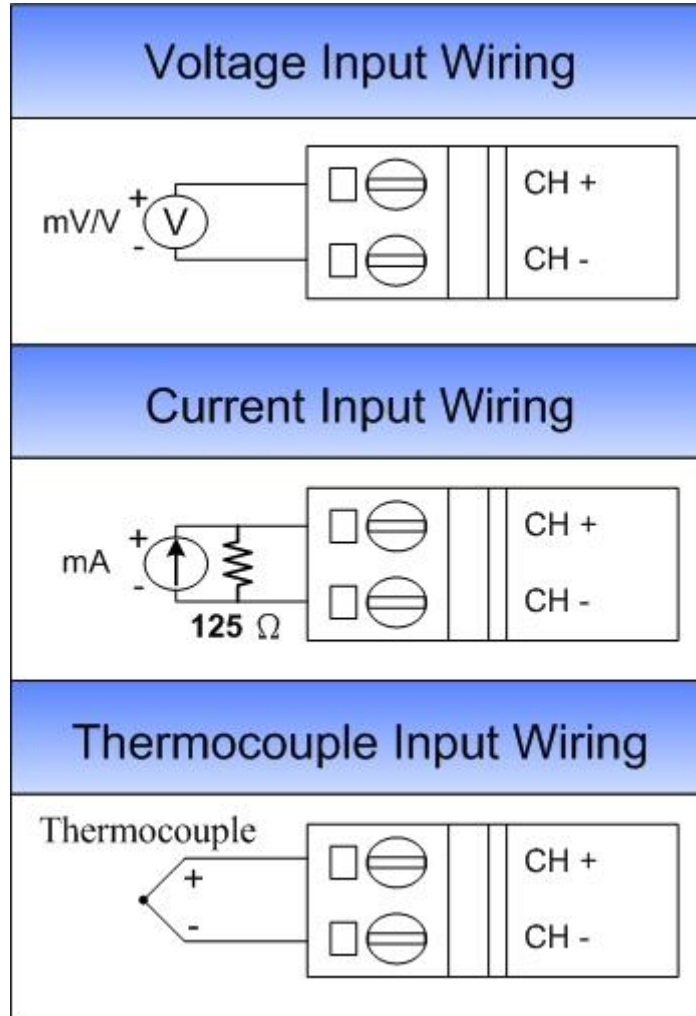 Voltage Input Wiring
+
mV/V
V
-
CH +
CH -
Current Input Wiring
+
mA
-
125 Ω
CH +
CH -
Thermocouple Input Wiring
Thermocouple
+
-
CH +
CH -